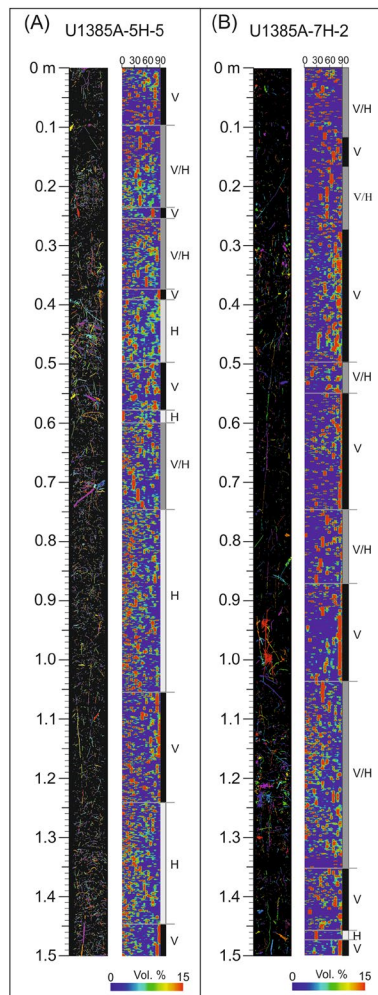 (A) U1385A-5H-5
0 30 60 90
0 m
0.1
0.2
0.3
0.4
0.5
0.6
0.7
0.8
0.9
1.0
1.1
1.2
1.3
1.4
1.5
V
V/H
V
V/H
V
H
V
H
V/H
H
V
H
V
Vol. %
0 15
(B) U1385A-7H-2
0 30 60 90
0 m
0.1
0.2
0.3
0.4
0.5
0.6
0.7
0.8
0.9
1.0
1.1
1.2
1.3
1.4
1.5
V/H
V
V/H
V
V/H
V
V/H
V
V/H
V
H
V
Vol. %
0 15